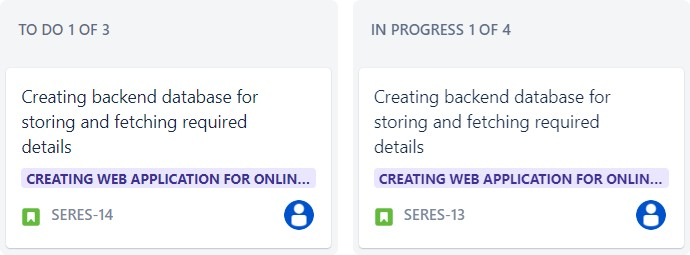 TO DO 1 OF 3
Creating backend database for
storing and fetching required
details
CREATING WEB APPLICATION FOR ONLIN...
SERES-14
IN PROGRESS 1 OF 4
Creating backend database for
storing and fetching required
details
CREATING WEB APPLICATION FOR ONLIN...
SERES-13